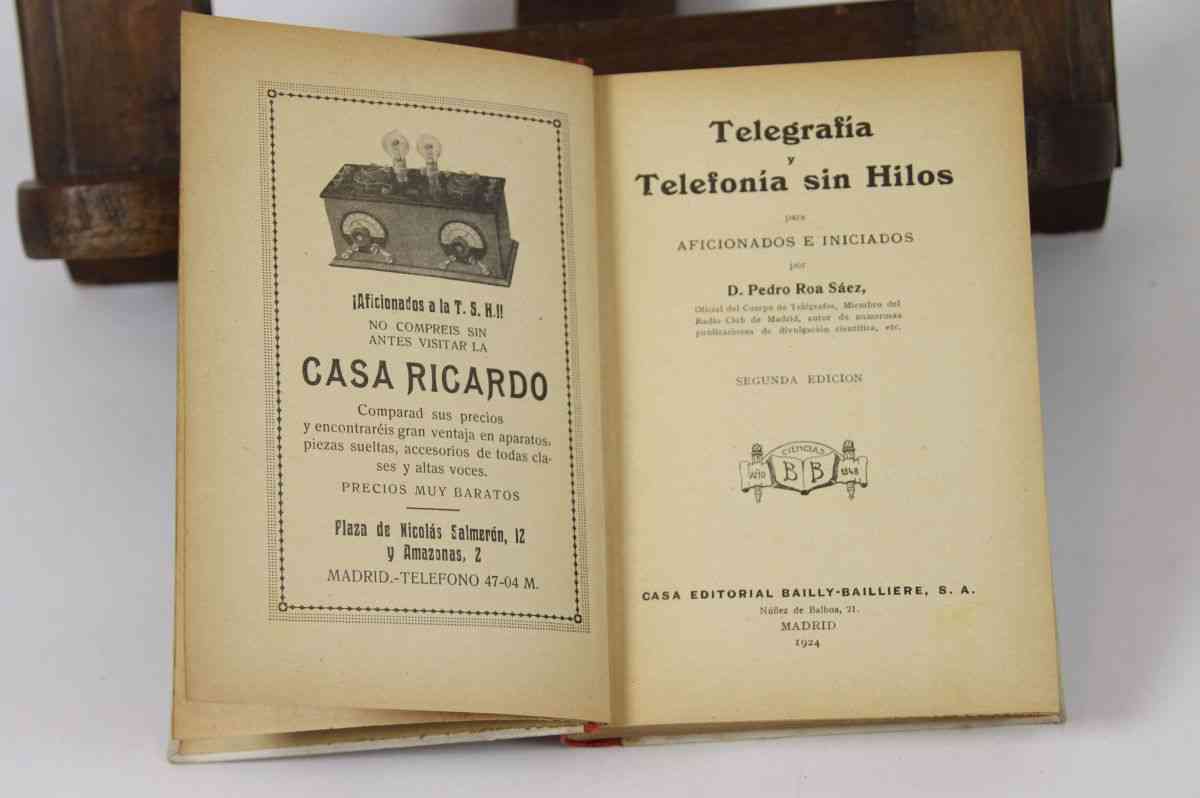 ¡Aficionados a la T. S. H.!!
NO COMPREIS SIN
ANTES VISITAR LA
CASA RICARDO
Comparad sus precios
y encontraréis gran ventaja en aparatos,
piezas sueltas, accesorios de todas cla-
ses y altas voces.
PRECIOS MUY BARATOS
Plaza de Nicolás Salmerón, 12
y Amazonas, 2
MADRID.-TELEFONO 47-04 M.
Telegrafía
y
Telefonía sin Hilos
para
AFICIONADOS E INICIADOS
por
D. Pedro Roa Sáez,
Oficial del Cuerpo de Telégrafos, Miembro del
Radio Club de Madrid, autor de numerosas
publicaciones de divulgación científica, etc.
SEGUNDA EDICION
CIENCIAS
AÑO B B 1848
CASA EDITORIAL BAILLY-BAILLIERE, S. A.
Núñez de Balboa, 21.
MADRID
1924